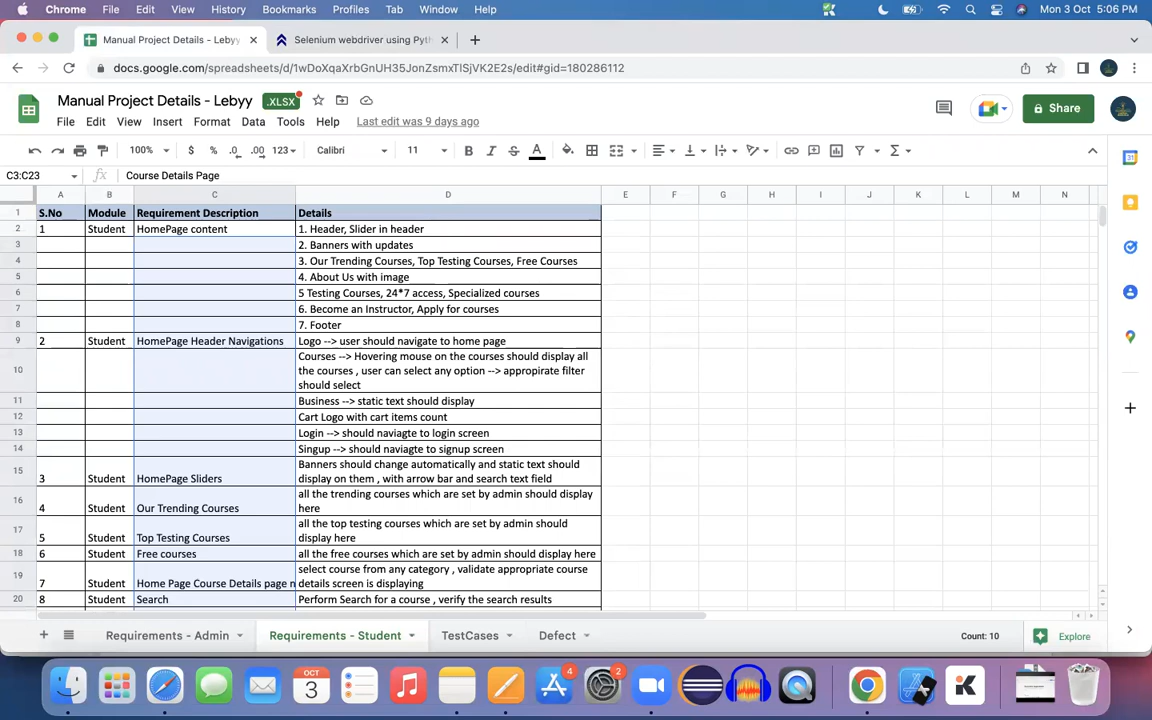 Chrome File Edit View History Bookmarks Profiles Tab Window Help Mon 3 Oct 5:06 PM
Manual Project Details - Lebyy Selenium webdriver using Pyth
docs.google.com/spreadsheets/d/1wDoXqaXrbGnUH35JonZsmxTlSjVK2E2s/edit#gid=180286112
Manual Project Details - Lebyy .XLSX Share
File Edit View Insert Format Data Tools Help Last edit was 9 days ago
100% $ % .0 .00 123 Calibri 11 B I S A
C3:C23 fx Course Details Page
A B C D E F G H I J K L M N
1 S.No Module Requirement Description Details
2 1 Student HomePage content 1. Header, Slider in header
3 2. Banners with updates
4 3. Our Trending Courses, Top Testing Courses, Free Courses
5 4. About Us with image
6 5 Testing Courses, 24*7 access, Specialized courses
7 6. Become an Instructor, Apply for courses
8 7. Footer
9 2 Student HomePage Header Navigations Logo --> user should navigate to home page
Courses --> Hovering mouse on the courses should display all
10 the courses , user can select any option --> appropirate filter
should select
11 Business --> static text should display
12 Cart Logo with cart items count
13 Login --> should naviagte to login screen
14 Singup --> should naviagte to signup screen
15 Banners should change automatically and static text should
3 Student HomePage Sliders display on them , with arrow bar and search text field
16 all the trending courses which are set by admin should display
4 Student Our Trending Courses here
17 all the top testing courses which are set by admin should
5 Student Top Testing Courses display here
18 6 Student Free courses all the free courses which are set by admin should display here
19 select course from any category , validate appropriate course
7 Student Home Page Course Details page n details screen is displaying
20 8 Student Search Perform Search for a course , verify the search results
Requirements - Admin Requirements - Student TestCases Defect Count: 10 Explore
OCT 4 2
3